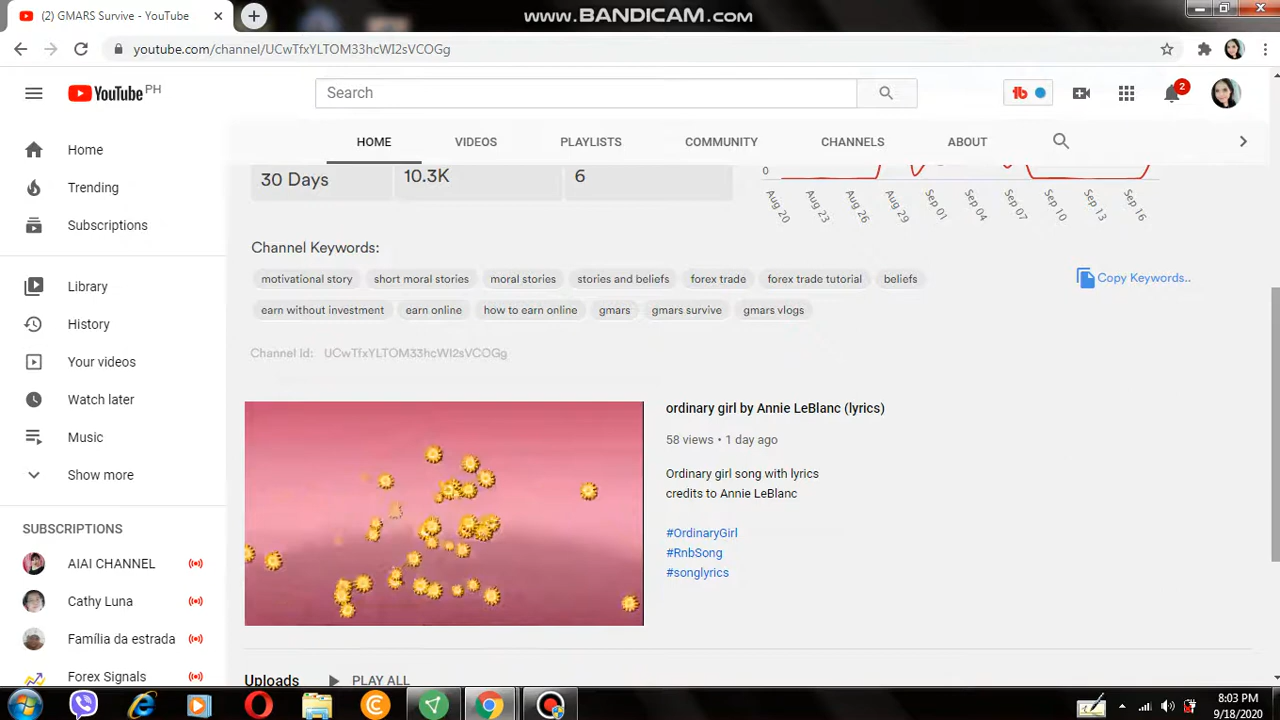 (2) GMARS Survive - YouTube
WWW.BANDICAM.COM
youtube.com/channel/UCwTfxYLTOM33hcWI2sVCOGg
YouTube PH
Search
tb
2
Home
Trending
Subscriptions
Library
History
Your videos
Watch later
Music
Show more
SUBSCRIPTIONS
AIAI CHANNEL
Cathy Luna
Família da estrada
Forex Signals
HOME VIDEOS PLAYLISTS COMMUNITY CHANNELS ABOUT
30 Days 10.3K 6
0
Aug 20 Aug 23 Aug 26 Aug 29 Sep 01 Sep 04 Sep 07 Sep 10 Sep 13 Sep 16
Channel Keywords:
motivational story short moral stories moral stories stories and beliefs forex trade forex trade tutorial beliefs
Copy Keywords..
earn without investment earn online how to earn online gmars gmars survive gmars vlogs
Channel Id: UCwTfxYLTOM33hcWI2sVCOGg
ordinary girl by Annie LeBlanc (lyrics)
58 views • 1 day ago
Ordinary girl song with lyrics
credits to Annie LeBlanc
#OrdinaryGirl
#RnbSong
#songlyrics
Uploads PLAY ALL
8:03 PM
9/18/2020